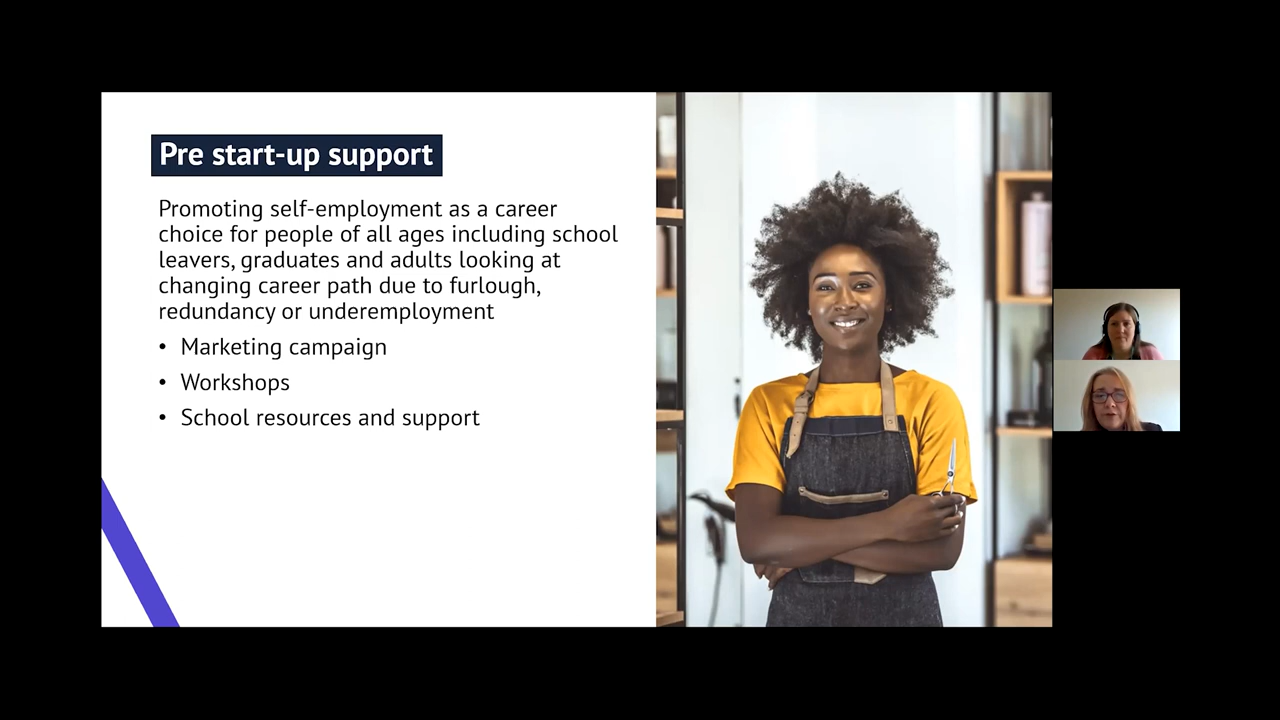 Pre start-up support
Promoting self-employment as a career
choice for people of all ages including school
leavers, graduates and adults looking at
changing career path due to furlough,
redundancy or underemployment
• Marketing campaign
• Workshops
• School resources and support